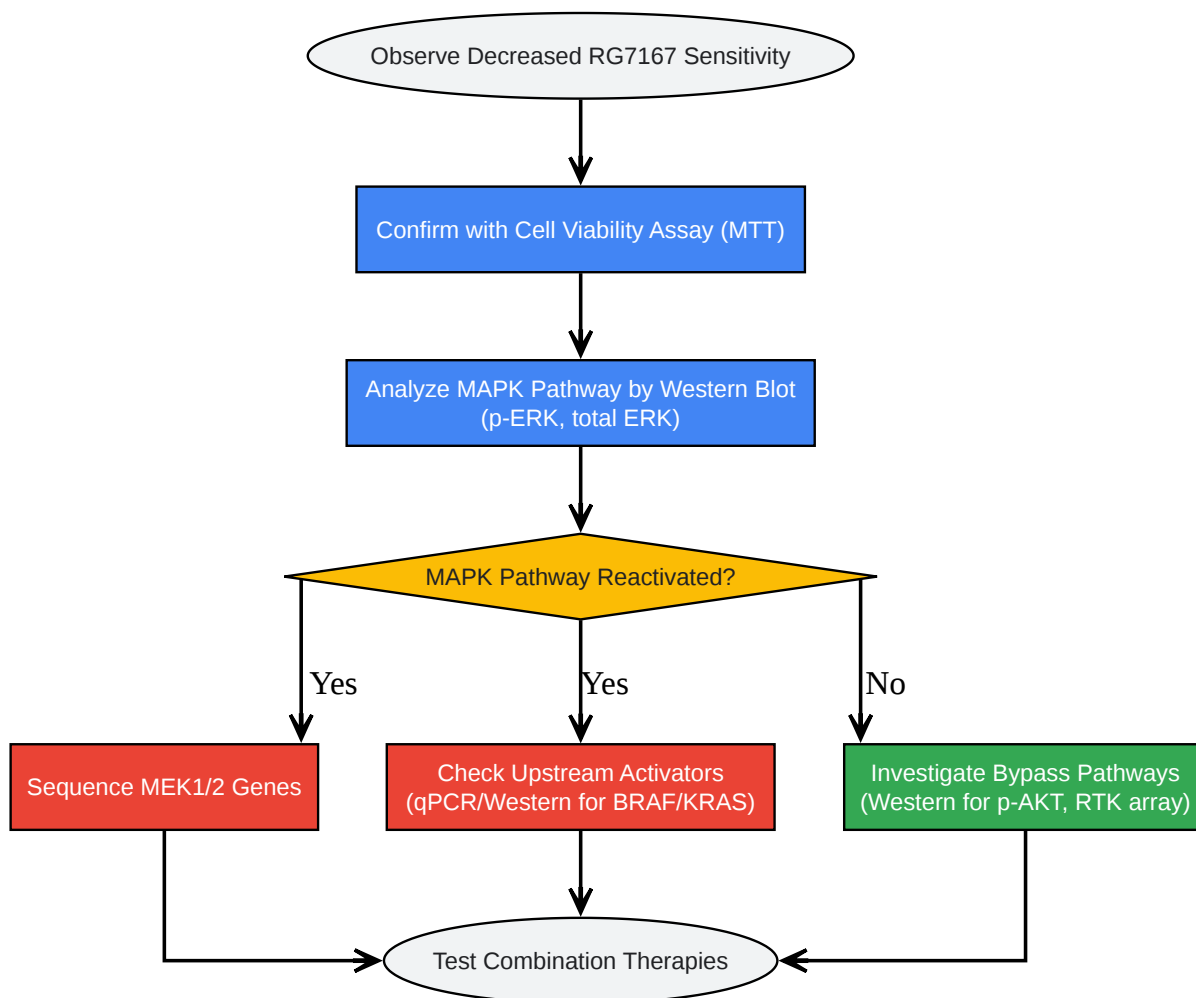 Observe Decreased RG7167 Sensitivity
Confirm with Cell Viability Assay (MTT)
Analyze MAPK Pathway by Western Blot
(p-ERK, total ERK)
MAPK Pathway Reactivated?
Yes
Yes
No
Sequence MEK1/2 Genes
Check Upstream Activators
(qPCR/Western for BRAF/KRAS)
Investigate Bypass Pathways
(Western for p-AKT, RTK array)
Test Combination Therapies